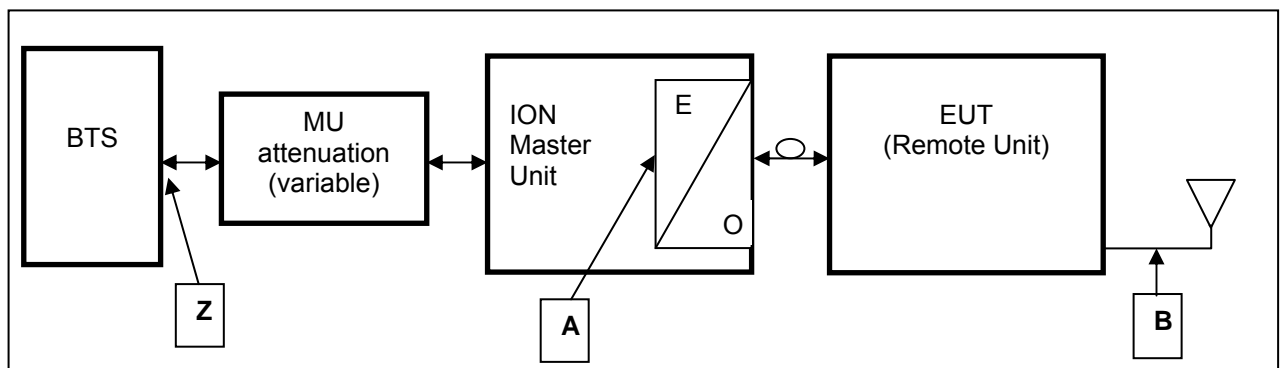 BTS
MU
attenuation
(variable)
ION
Master
Unit
E
O
EUT
(Remote Unit)
Z
A
B